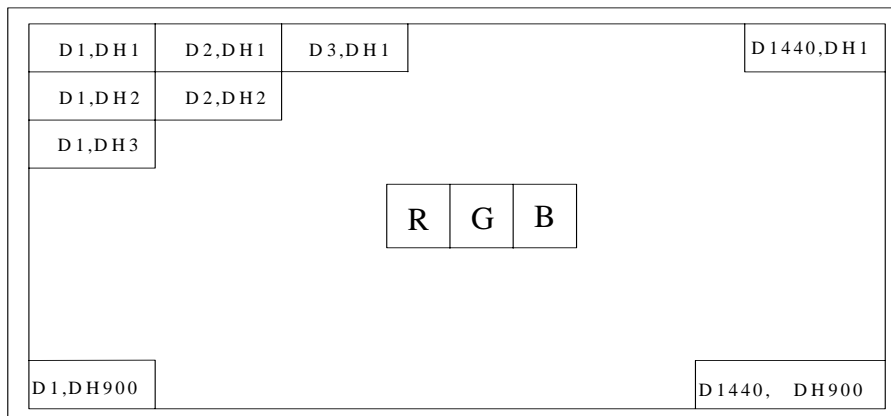 D1,DH1 D2,DH1 D3,DH1 D1440,DH1
D1,DH2 D2,DH2
D1,DH3
R G B
D1,DH900 D1440, DH900